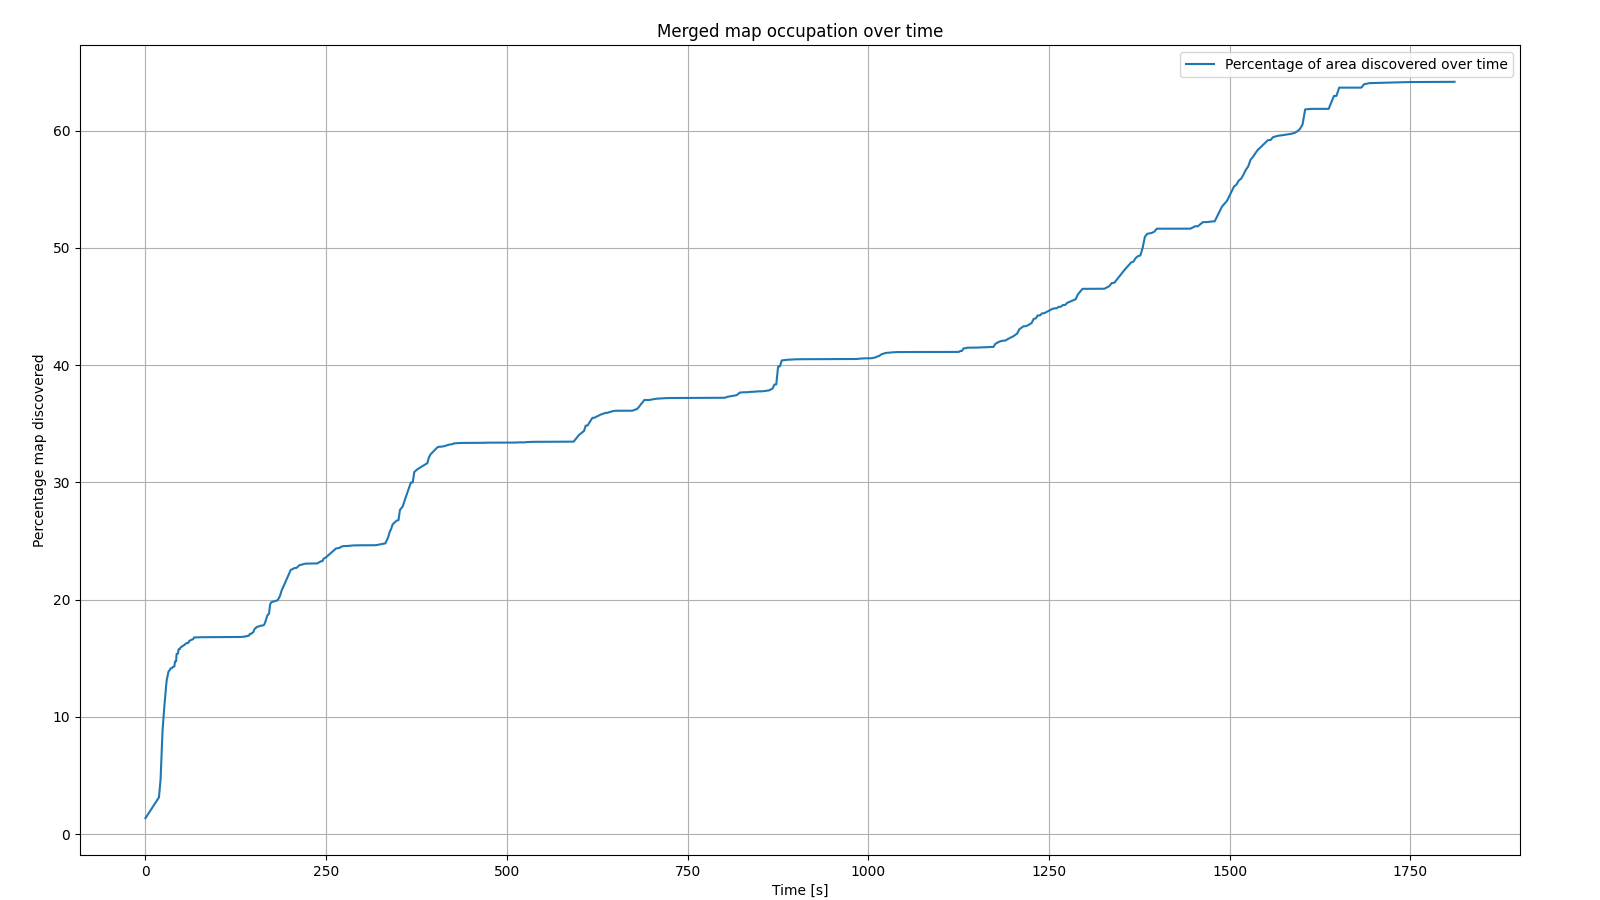 Merged map occupation over time
Percentage of area discovered over time
Percentage map discovered
60
50
40
30
20
10
0
0 250 500 750 1000 1250 1500 1750
Time [s]